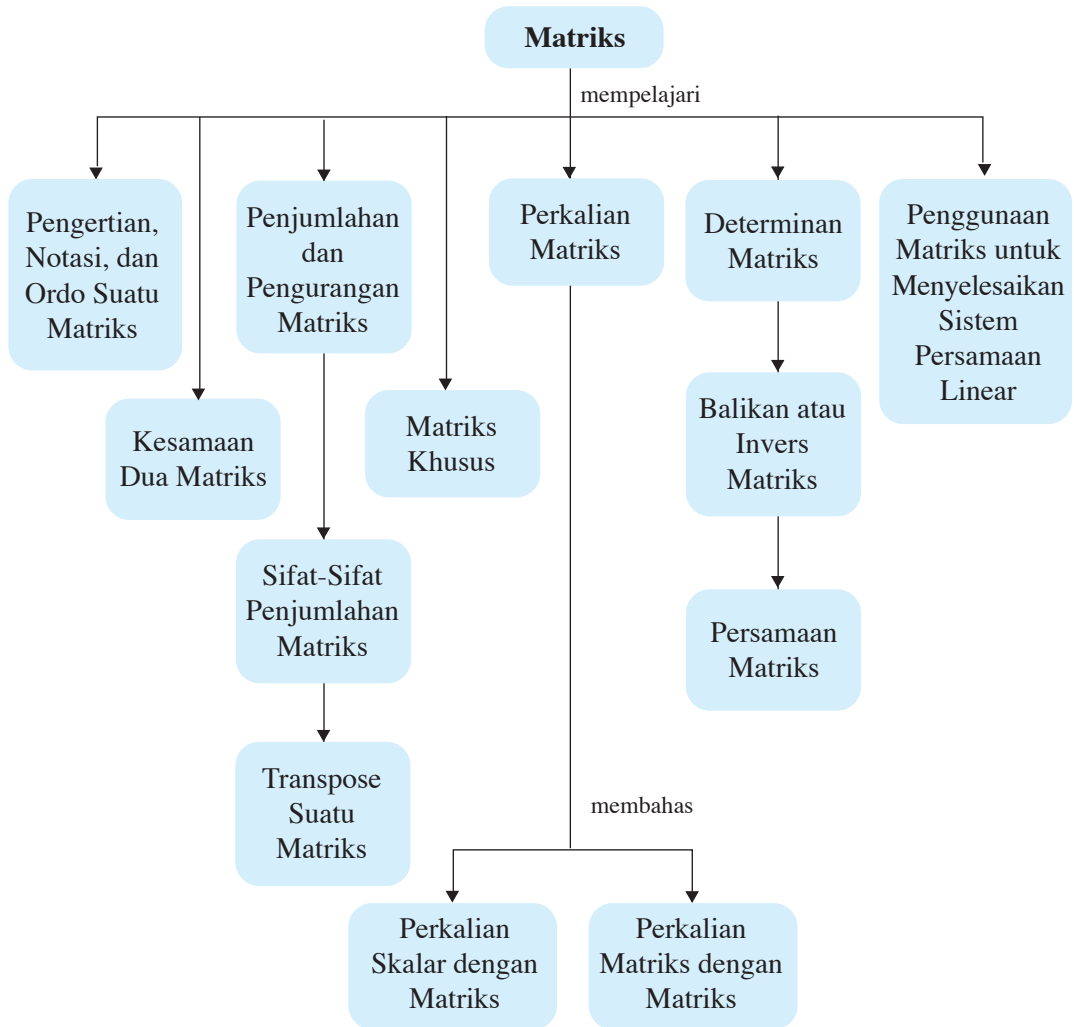 Matriks
mempelajari
Pengertian,
Notasi, dan
Ordo Suatu
Matriks
Kesamaan
Dua Matriks
Penjumlahan
dan
Pengurangan
Matriks
Sifat-Sifat
Penjumlahan
Matriks
Transpose
Suatu
Matriks
Matriks
Khusus
Perkalian
Matriks
membahas
Perkalian
Skalar dengan
Matriks
Perkalian
Matriks dengan
Matriks
Determinan
Matriks
Balikan atau
Invers
Matriks
Persamaan
Matriks
Penggunaan
Matriks untuk
Menyelesaikan
Sistem
Persamaan
Linear